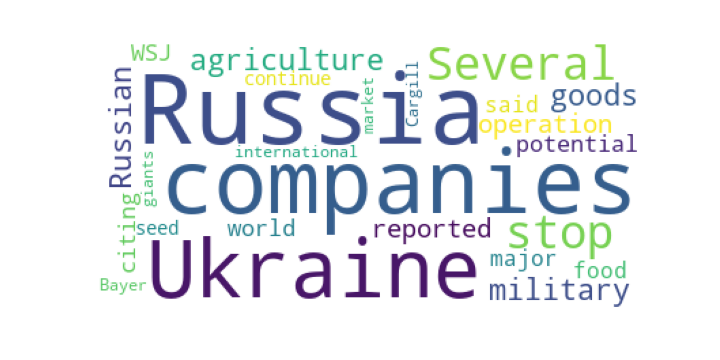 WSJ
agriculture
Several
continue
Russian
Russia
market
Cargill
said
goods
operation
potential
international
giants
companies
citing
seed
world
reported
stop
Ukraine
major
food
Bayer
military